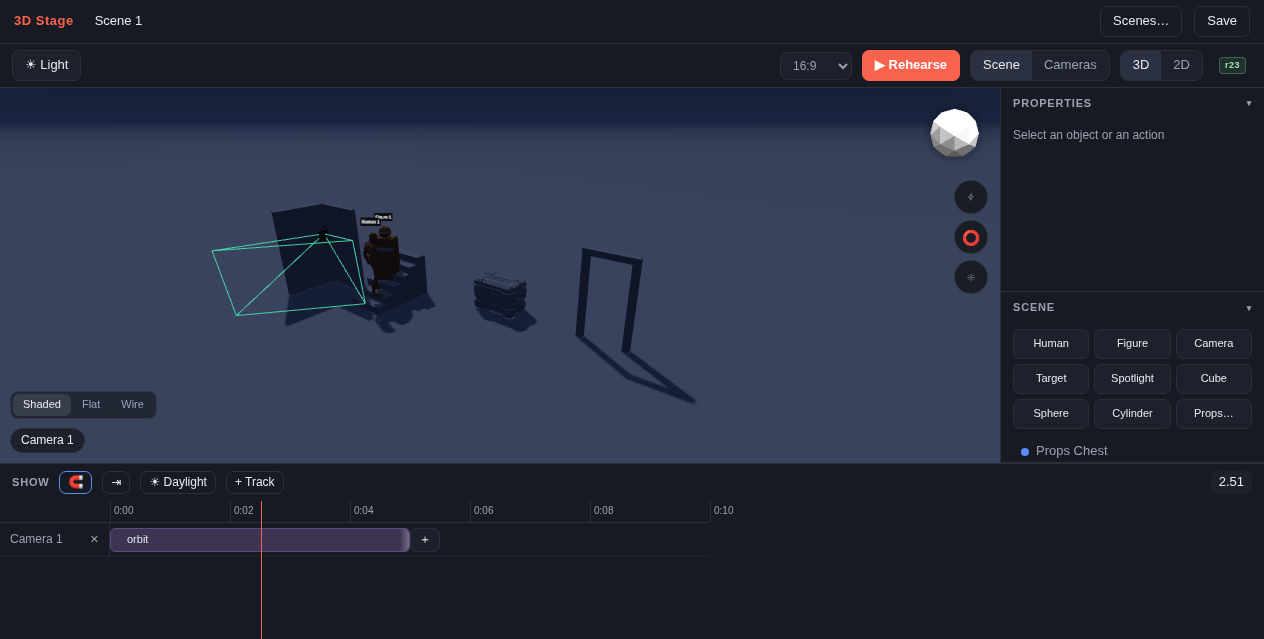 3D Stage Scene 1 Scenes… Save
☀ Light 16:9 ▶ Rehearse Scene Cameras 3D 2D r23
PROPERTIES
Select an object or an action
Shaded Flat Wire
Camera 1
SCENE
Human Figure Camera
Target Spotlight Cube
Sphere Cylinder Props…
Props Chest
SHOW ☀ Daylight + Track 2.51
0:00 0:02 0:04 0:06 0:08 0:10
Camera 1 × orbit +